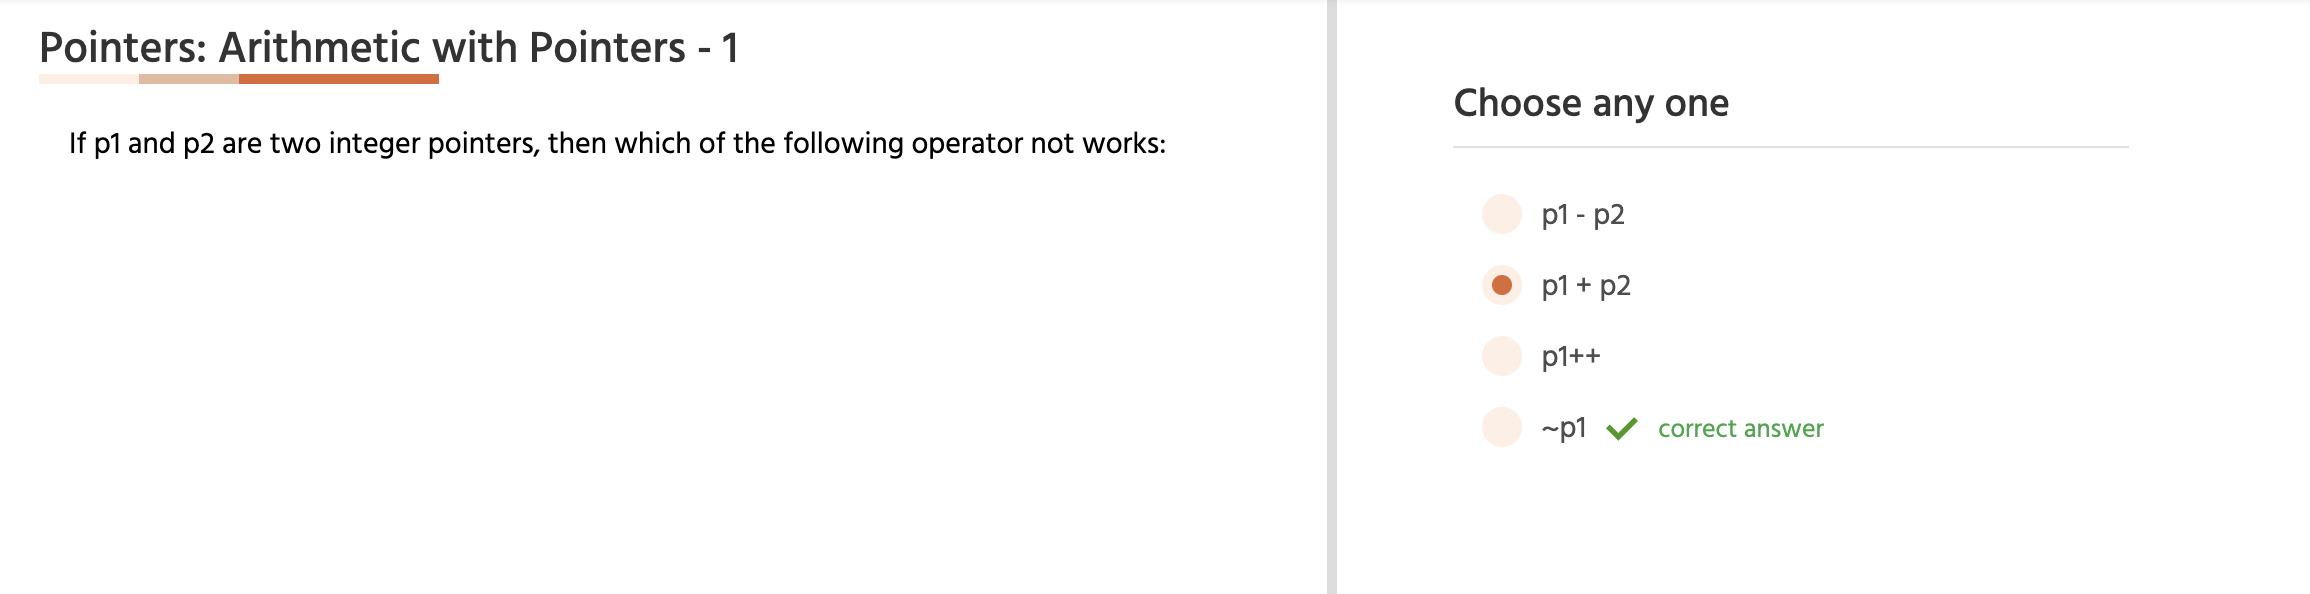 Pointers: Arithmetic with Pointers - 1
If p1 and p2 are two integer pointers, then which of the following operator not works:
Choose any one
p1 - p2
p1 + p2
p1++
~p1 correct answer